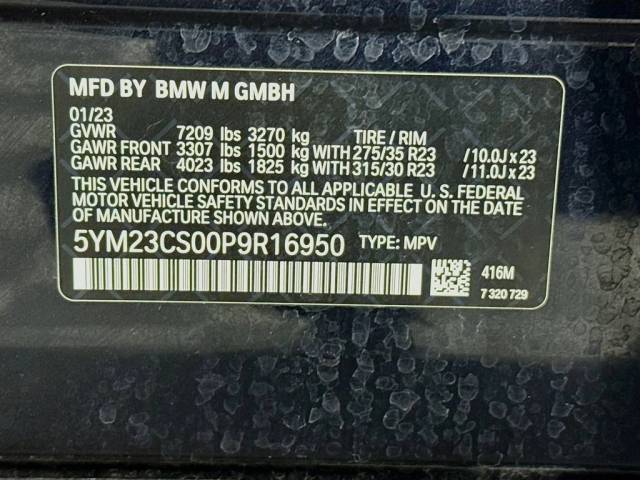 MFD BY BMW M GMBH
01/23
GVWR 7209 lbs 3270 kg TIRE / RIM
GAWR FRONT 3307 lbs 1500 kg WITH 275/35 R23 /10.0J x 23
GAWR REAR 4023 lbs 1825 kg WITH 315/30 R23 /11.0J x 23
THIS VEHICLE CONFORMS TO ALL APPLICABLE U. S. FEDERAL
MOTOR VEHICLE SAFETY STANDARDS IN EFFECT ON THE
DATE OF MANUFACTURE SHOWN ABOVE.
5YM23CS00P9R16950 TYPE: MPV
416M
7 320 729